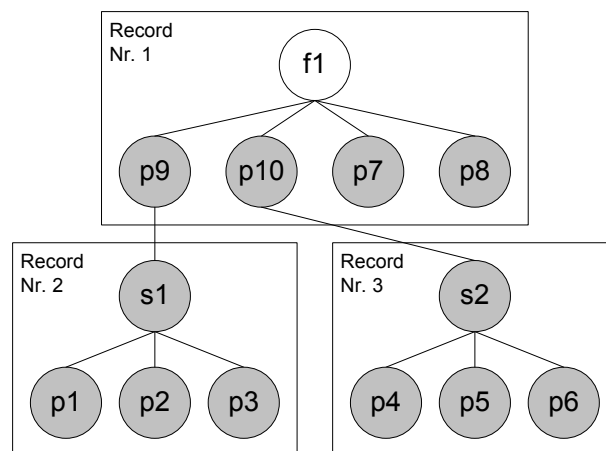 Record
Nr. 1
f1
p9 p10 p7 p8
Record
Nr. 2
s1
p1 p2 p3
Record
Nr. 3
s2
p4 p5 p6